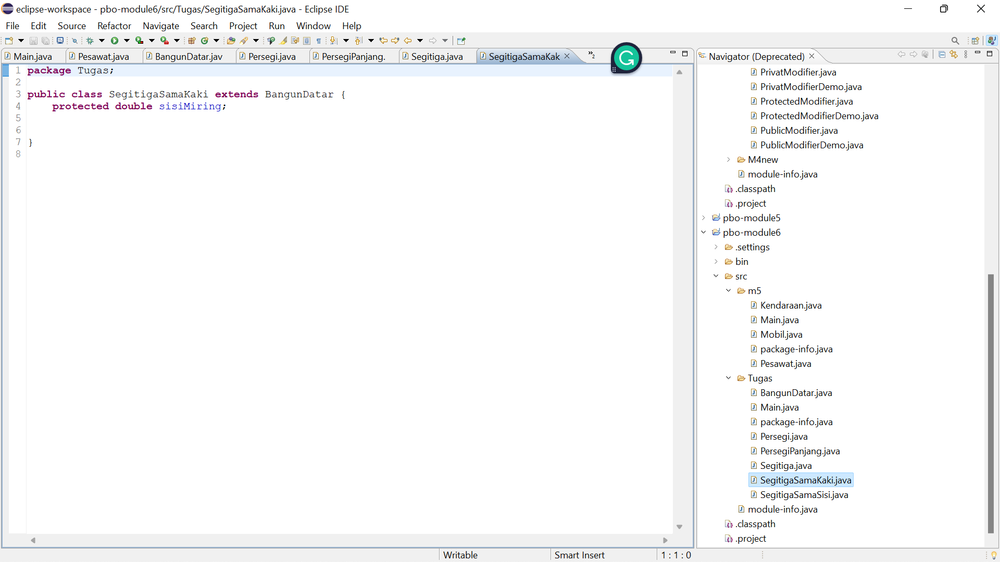 eclipse-workspace - pbo-module6/src/Tugas/SegitigaSamaKaki.java - Eclipse IDE
File Edit Source Refactor Navigate Search Project Run Window Help
Main.java Pesawat.java BangunDatar.jav Persegi.java PersegiPanjang. Segitiga.java SegitigaSamaKak »2
1 package Tugas;
2
3 public class SegitigaSamaKaki extends BangunDatar {
4 protected double sisiMiring;
5
6
7 }
8
Navigator (Deprecated)
PrivatModifier.java
PrivatModifierDemo.java
ProtectedModifier.java
ProtectedModifierDemo.java
PublicModifier.java
PublicModifierDemo.java
M4new
module-info.java
.classpath
.project
pbo-module5
pbo-module6
.settings
bin
src
m5
Kendaraan.java
Main.java
Mobil.java
package-info.java
Pesawat.java
Tugas
BangunDatar.java
Main.java
package-info.java
Persegi.java
PersegiPanjang.java
Segitiga.java
SegitigaSamaKaki.java
SegitigaSamaSisi.java
module-info.java
.classpath
.project
Writable Smart Insert 1 : 1 : 0